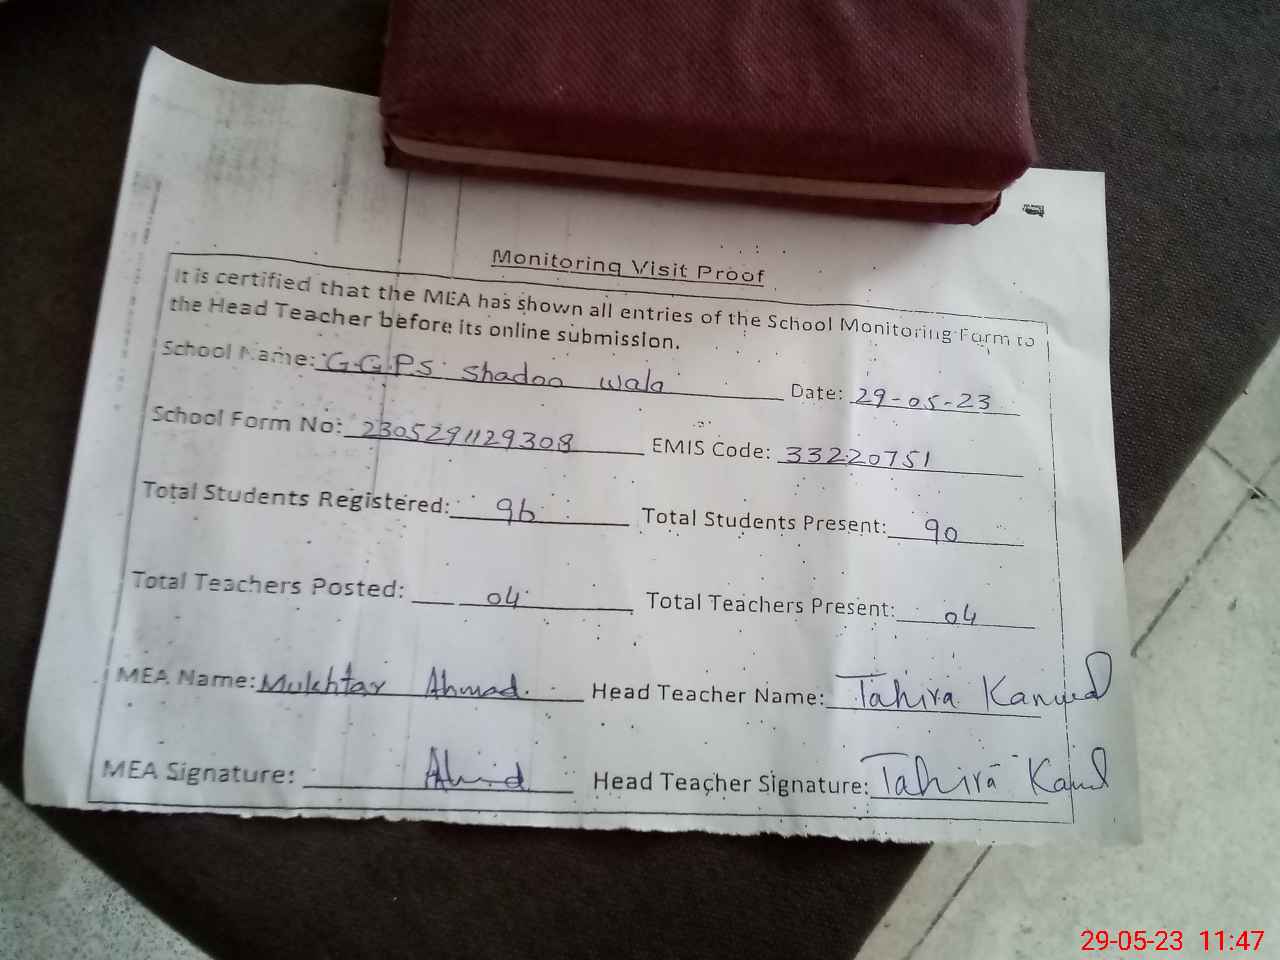 Monitoring Visit Proof
It is certified that the MEA has shown all entries of the School Monitoring Form to
the Head Teacher before its online submission.
School Name: G.G.P.S shadoo wala Date: 29-05-23
School Form No: 2305291129308 EMIS Code: 33220751
Total Students Registered: 96 Total Students Present: 90
Total Teachers Posted: 04 Total Teachers Present: 04
MEA Name: Mukhtar Ahmad. Head Teacher Name: Tahira Kanwal
MEA Signature: Ahmd Head Teacher Signature: Tahira Kanwl
29-05-23 11:47